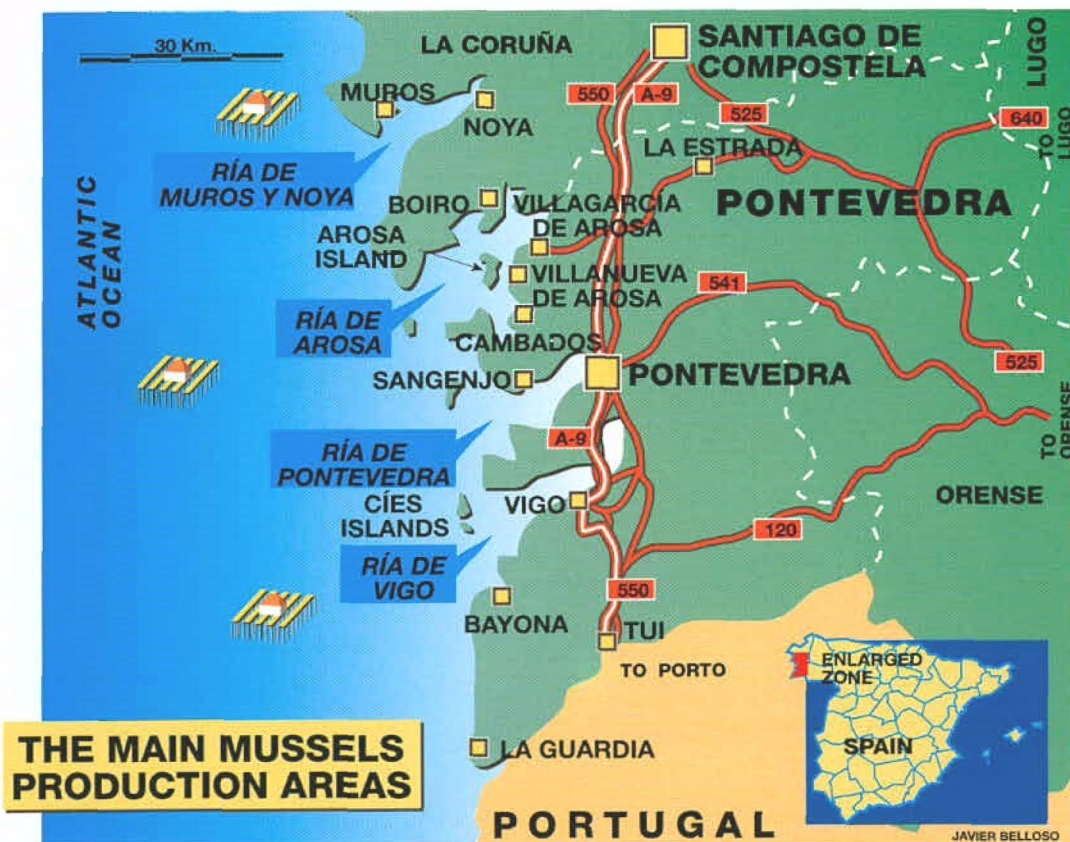 30 Km.
LA CORUÑA
SANTIAGO DE
COMPOSTELA
LUGO
MUROS
NOYA
550
A-9
525
640
TO
LUGO
LA ESTRADA
RÍA DE
MUROS Y NOYA
ATLANTIC
OCEAN
BOIRO
VILLAGARCÍA
DE AROSA
PONTEVEDRA
AROSA
ISLAND
VILLANUEVA
DE AROSA
541
RÍA DE
AROSA
CAMBADOS
SANGENJO
PONTEVEDRA
525
TO
ORENSE
A-9
RÍA DE
PONTEVEDRA
CÍES
ISLANDS
VIGO
ORENSE
120
RÍA DE
VIGO
550
BAYONA
TUI
TO PORTO
ENLARGED
ZONE
SPAIN
THE MAIN MUSSELS
PRODUCTION AREAS
LA GUARDIA
PORTUGAL
JAVIER BELLOSO